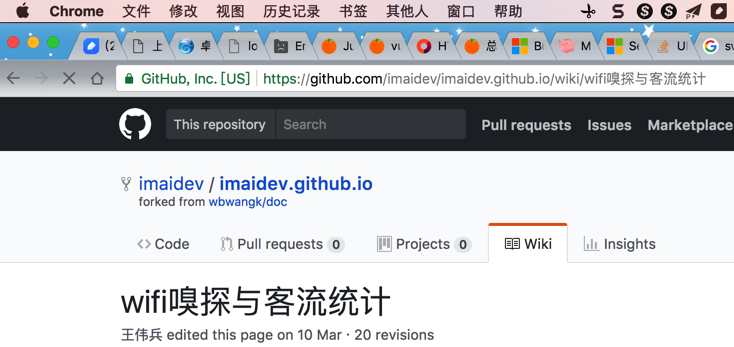 Chrome 文件 修改 视图 历史记录 书签 其他人 窗口 帮助
(2 上 卓 Io Er Ju vu H 总 Bi M Se Ul sv
GitHub, Inc. [US] https://github.com/imaidev/imaidev.github.io/wiki/wifi嗅探与客流统计
This repository Search Pull requests Issues Marketplace
imaidev / imaidev.github.io
forked from wbwangk/doc
Code Pull requests 0 Projects 0 Wiki Insights
wifi嗅探与客流统计
王伟兵 edited this page on 10 Mar · 20 revisions